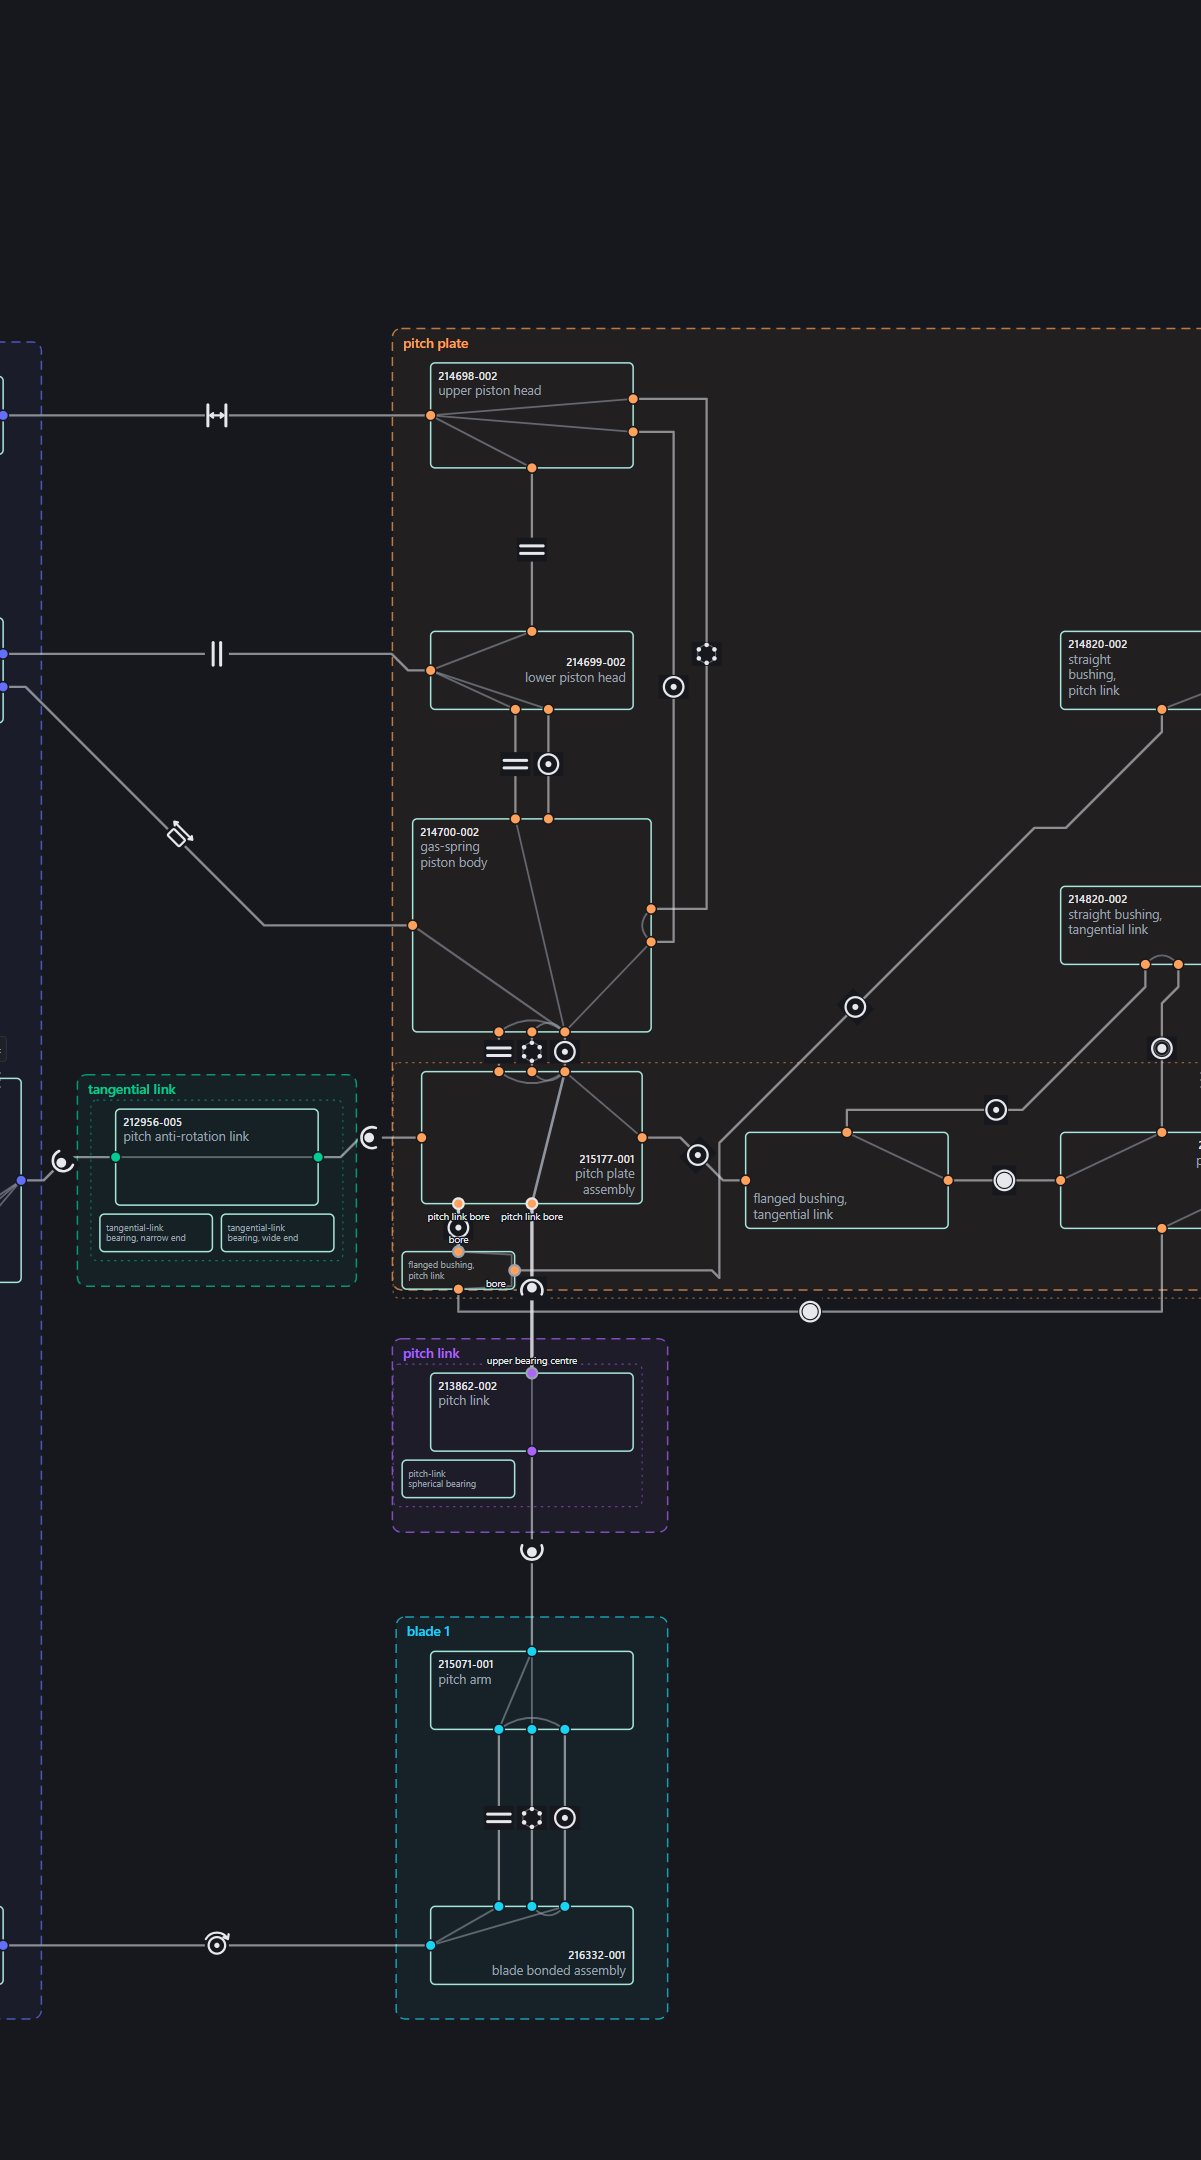 pitch plate
214698-002
upper piston head
214699-002
lower piston head
214820-002
straight
bushing,
pitch link
214700-002
gas-spring
piston body
214820-002
straight bushing,
tangential link
tangential link
212956-005
pitch anti-rotation link
tangential-link
bearing, narrow end
tangential-link
bearing, wide end
215177-001
pitch plate
assembly
flanged bushing,
tangential link
pitch link bore
pitch link bore
bore
flanged bushing,
pitch link
bore
pitch link
upper bearing centre
213862-002
pitch link
pitch-link
spherical bearing
blade 1
215071-001
pitch arm
216332-001
blade bonded assembly